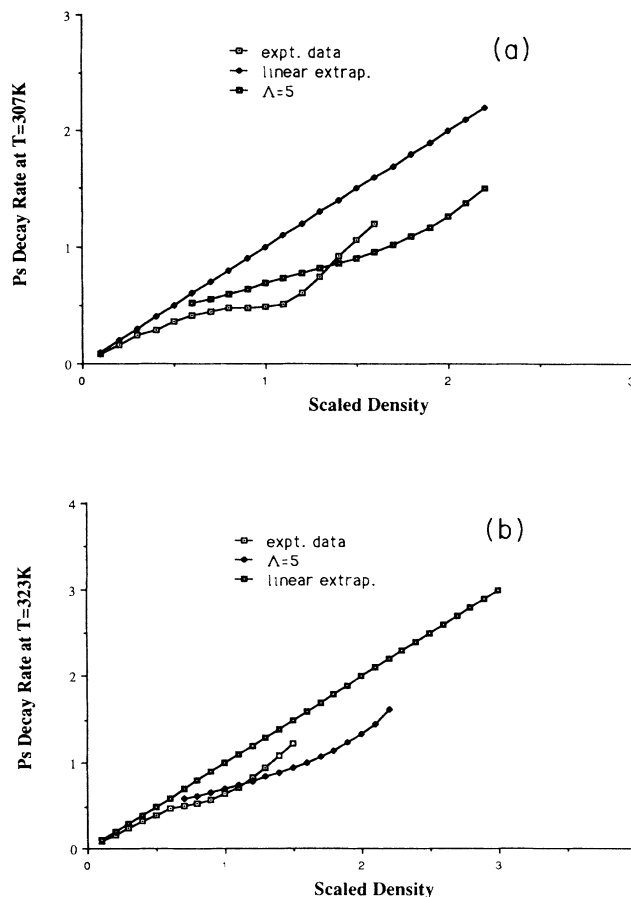 3
2
1
0
Ps Decay Rate at T=307K
expt. data
linear extrap.
Λ=5
(a)
0 1 2 3
Scaled Density
4
3
2
1
0
Ps Decay Rate at T=323K
expt. data
Λ=5
linear extrap.
(b)
0 1 2 3 4
Scaled Density